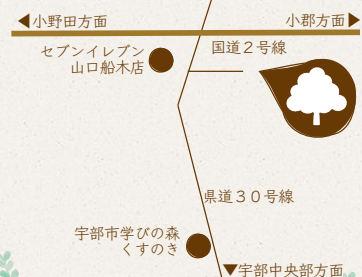 ◀小野田方面
小郡方面▶
セブンイレブン
山口船木店
国道２号線
県道３０号線
宇部市学びの森
くすのき
▼宇部中央部方面